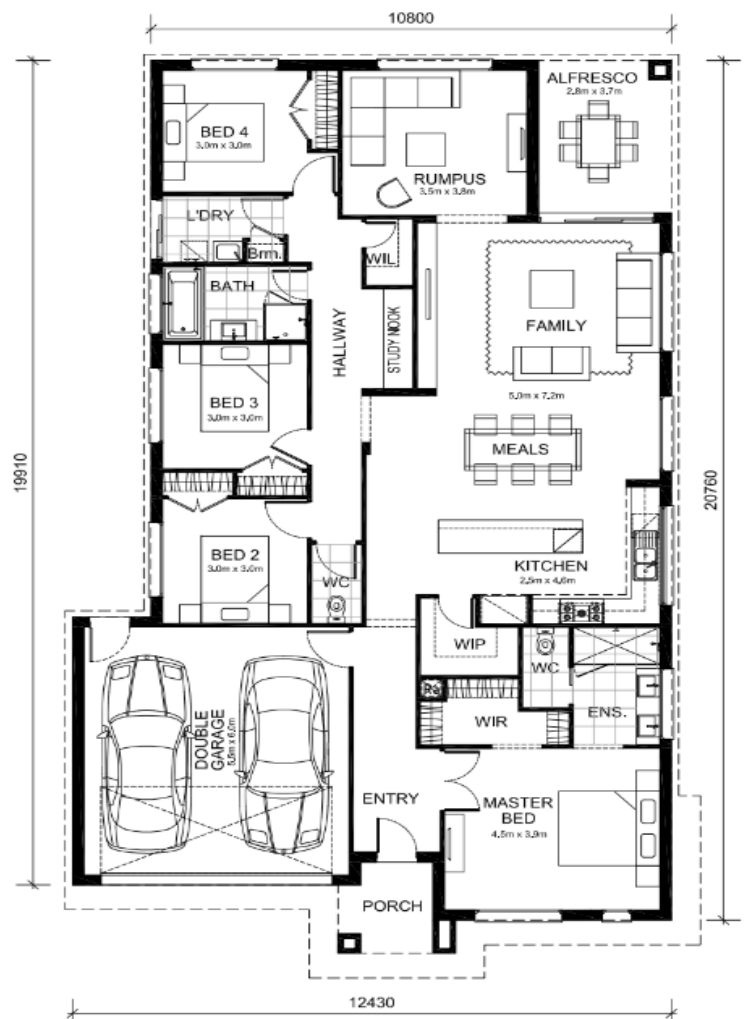 10800
ALFRESCO
2.8m x 3.7m
BED 4
3.0m x 3.0m
RUMPUS
3.5m x 3.8m
L'DRY
Brm.
WIL
BATH
HALLWAY
STUDY NOOK
FAMILY
5.0m x 7.2m
BED 3
3.0m x 3.0m
MEALS
19910
20760
BED 2
3.0m x 3.0m
WC
KITCHEN
2.5m x 4.6m
WIP
WC
WIR
ENS.
DOUBLE
GARAGE
5.5m x 6.0m
ENTRY
MASTER
BED
4.5m x 3.9m
PORCH
12430